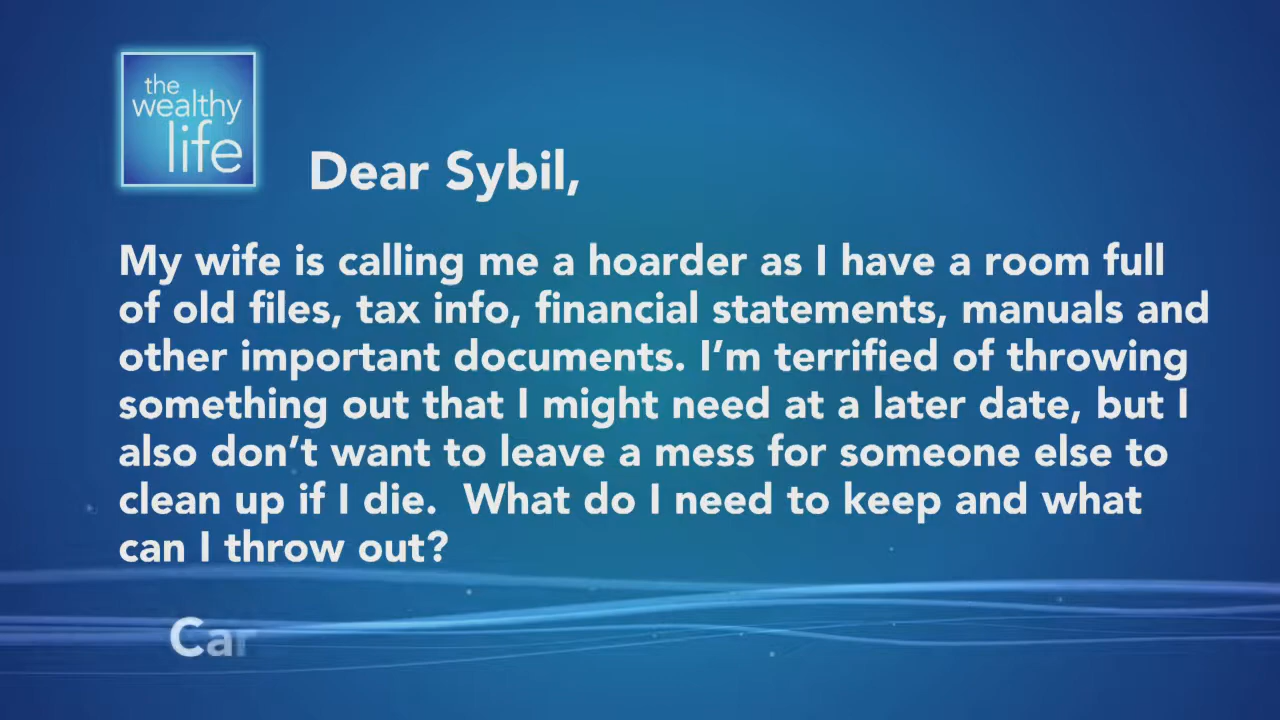 the
wealthy
life
Dear Sybil,
My wife is calling me a hoarder as I have a room full
of old files, tax info, financial statements, manuals and
other important documents. I’m terrified of throwing
something out that I might need at a later date, but I
also don’t want to leave a mess for someone else to
clean up if I die.  What do I need to keep and what
can I throw out?
Car